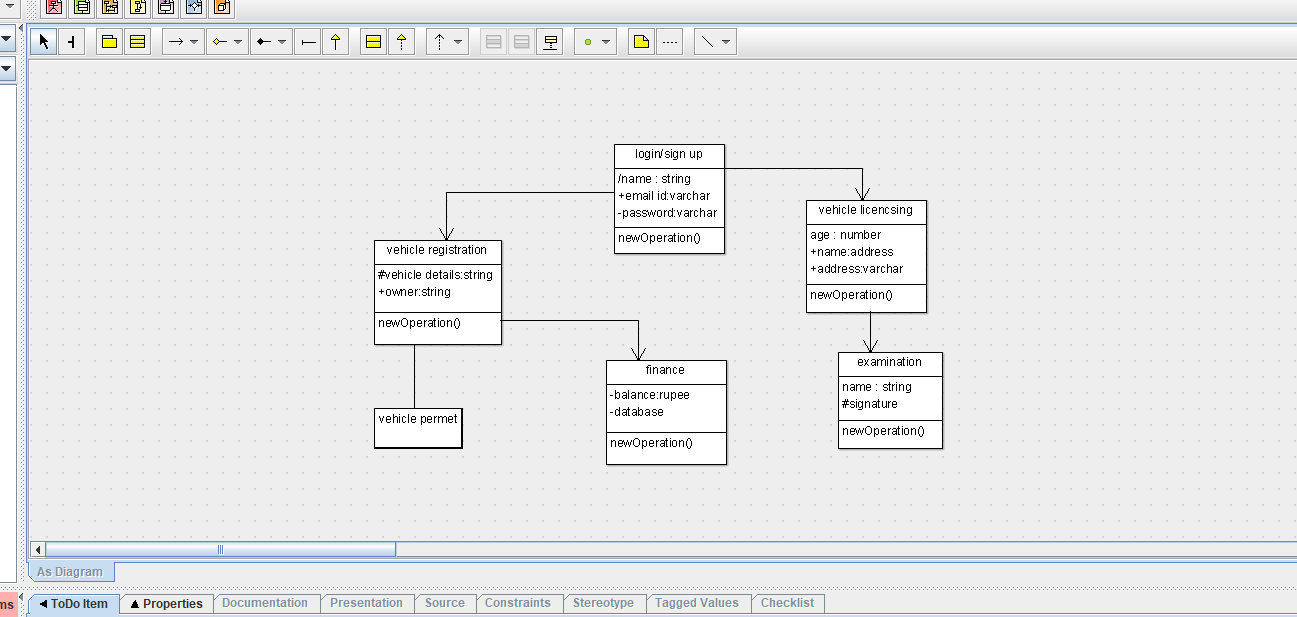 login/sign up
/name : string
+email id:varchar
-password:varchar
newOperation()
vehicle licencsing
age : number
+name:address
+address:varchar
newOperation()
vehicle registration
#vehicle details:string
+owner:string
newOperation()
examination
name : string
#signature
newOperation()
finance
-balance:rupee
-database
newOperation()
vehicle permet
As Diagram
ms
ToDo Item
Properties
Documentation
Presentation
Source
Constraints
Stereotype
Tagged Values
Checklist